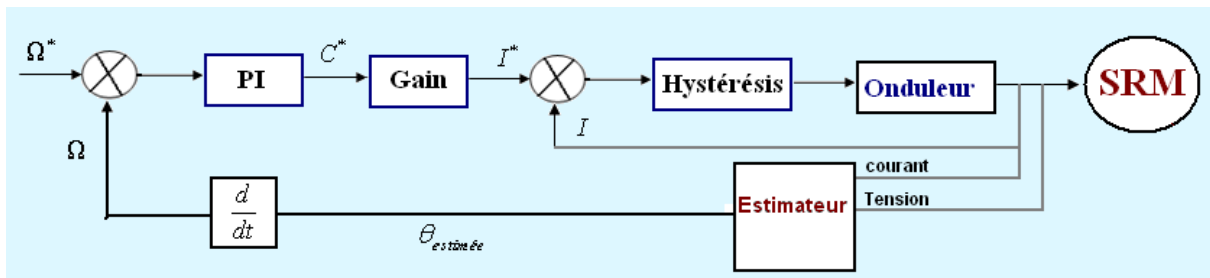 Ω*
PI
C*
Gain
I*
Hystérésis
Onduleur
SRM
Ω
I
d
dt
θestimée
Estimateur
courant
Tension